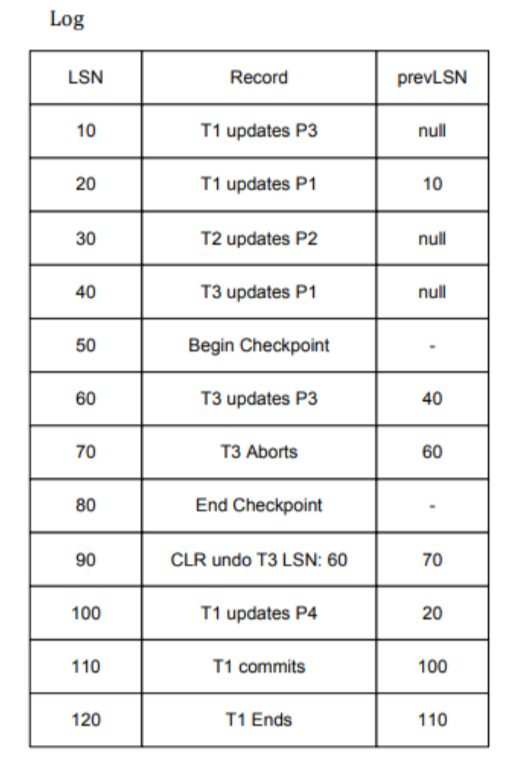 Log
LSN Record prevLSN
10 T1 updates P3 null
20 T1 updates P1 10
30 T2 updates P2 null
40 T3 updates P1 null
50 Begin Checkpoint -
60 T3 updates P3 40
70 T3 Aborts 60
80 End Checkpoint -
90 CLR undo T3 LSN: 60 70
100 T1 updates P4 20
110 T1 commits 100
120 T1 Ends 110